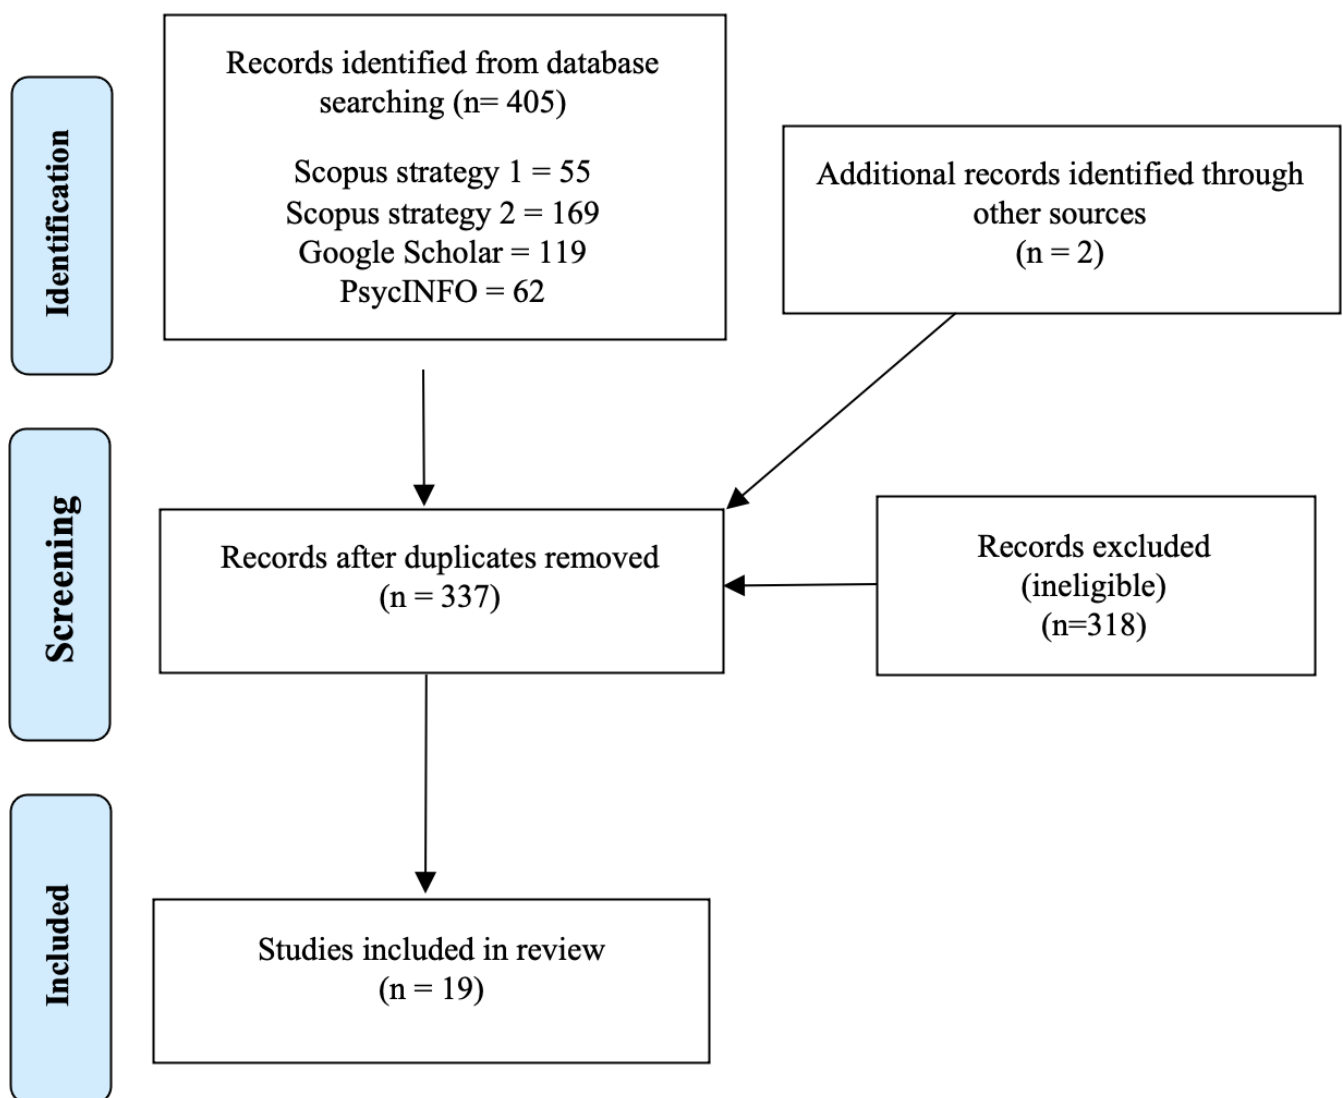 Identification
Records identified from database
searching (n= 405)
Scopus strategy 1 = 55
Scopus strategy 2 = 169
Google Scholar = 119
PsycINFO = 62
Additional records identified through
other sources
(n = 2)
Screening
Records after duplicates removed
(n = 337)
Records excluded
(ineligible)
(n=318)
Included
Studies included in review
(n = 19)